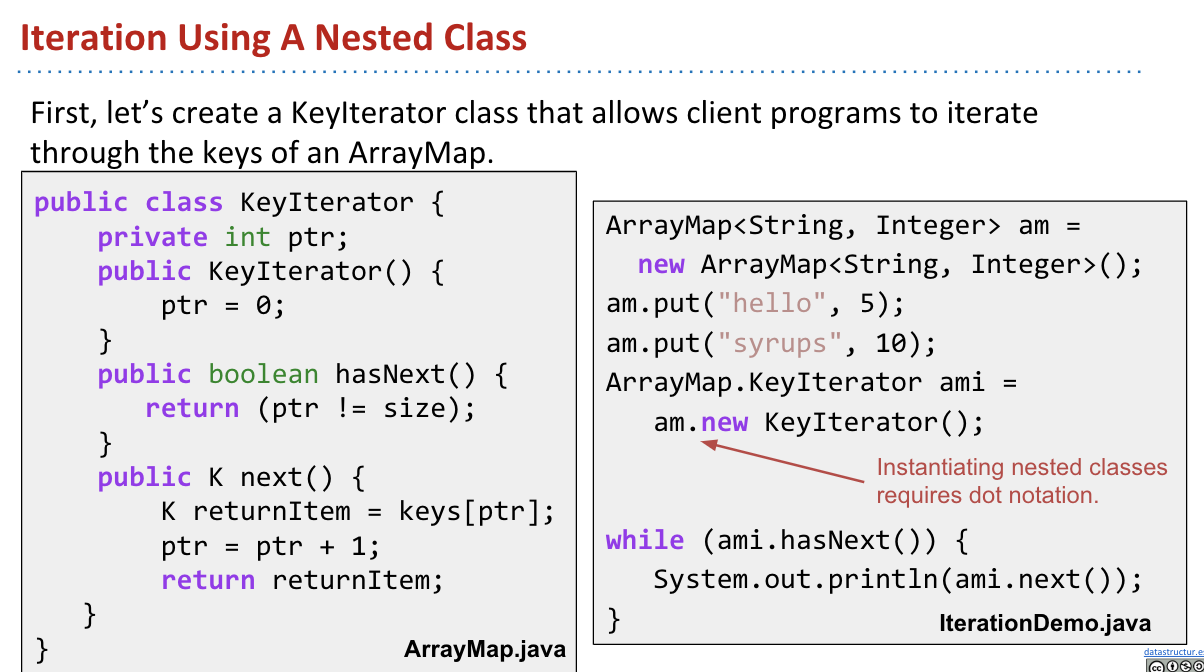 Iteration Using A Nested Class
First, let’s create a KeyIterator class that allows client programs to iterate
through the keys of an ArrayMap.
public class KeyIterator {
    private int ptr;
    public KeyIterator() {
        ptr = 0;
    }
    public boolean hasNext() {
       return (ptr != size);
    }
    public K next() {
        K returnItem = keys[ptr];
        ptr = ptr + 1;
        return returnItem;
   }
}
ArrayMap.java
ArrayMap<String, Integer> am =
  new ArrayMap<String, Integer>();
am.put("hello", 5);
am.put("syrups", 10);
ArrayMap.KeyIterator ami =
   am.new KeyIterator();
Instantiating nested classes
requires dot notation.
while (ami.hasNext()) {
   System.out.println(ami.next());
}
IterationDemo.java
datastructur.e